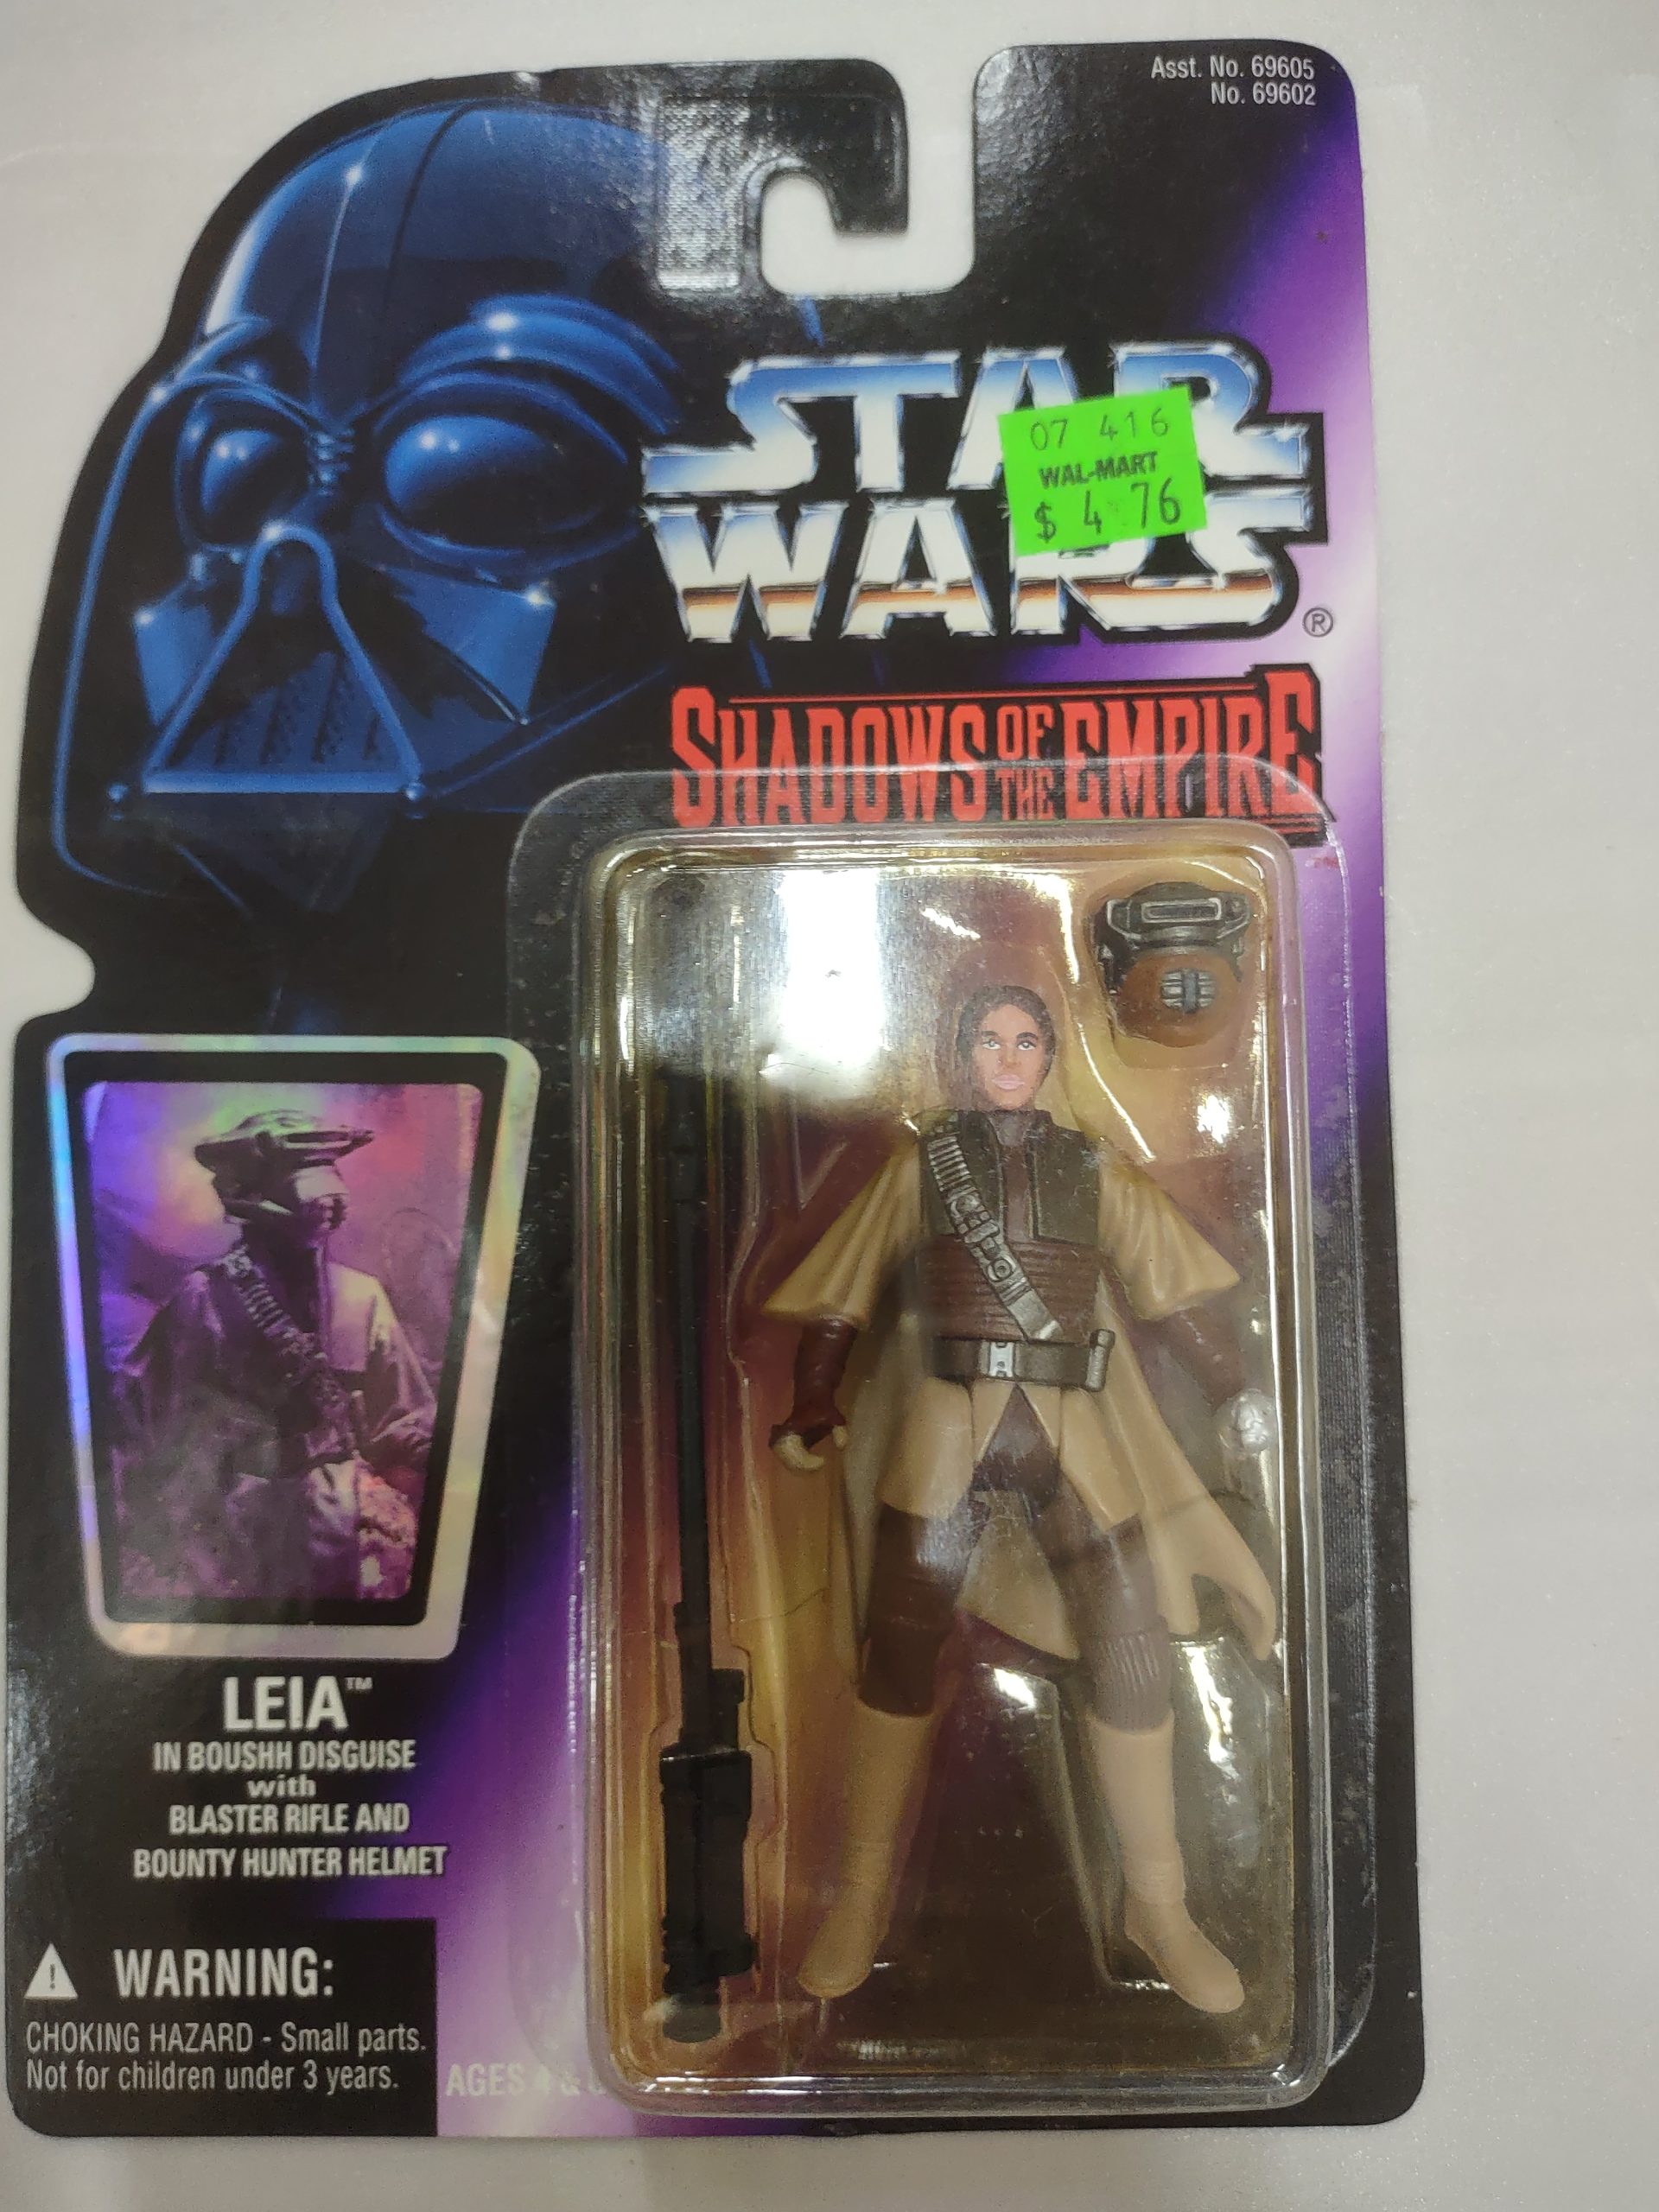 Asst. No. 69605
No. 69602
STAR
07 416
WAL-MART
$ 4 76
WARS ®
SHADOWS OF THE EMPIRE
LEIA™
IN BOUSHH DISGUISE
with
BLASTER RIFLE AND
BOUNTY HUNTER HELMET
WARNING:
CHOKING HAZARD - Small parts.
Not for children under 3 years.
AGES 4 &